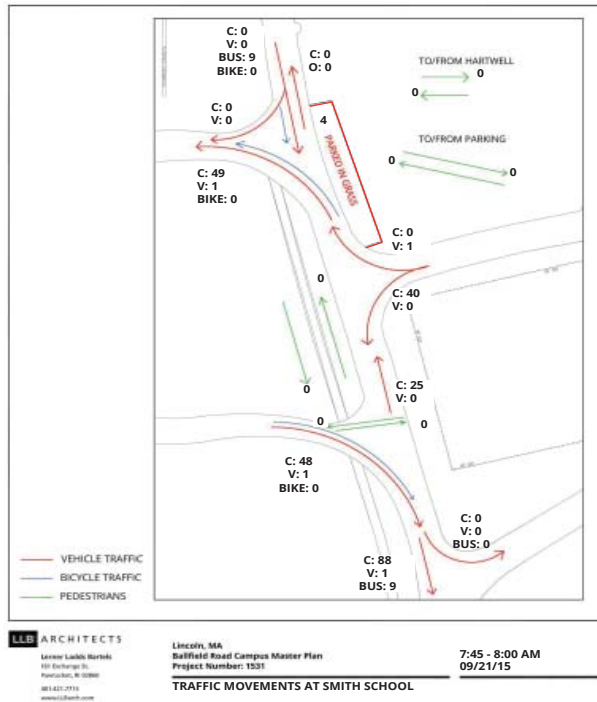 C: 0
V: 0
BUS: 9
BIKE: 0
C: 0
O: 0
TO/FROM HARTWELL
0
0
C: 0
V: 0
4
PARKED IN GRASS
TO/FROM PARKING
0
0
C: 49
V: 1
BIKE: 0
C: 0
V: 1
0
C: 40
V: 0
0
C: 25
V: 0
0
0
C: 48
V: 1
BIKE: 0
C: 0
V: 0
BUS: 0
C: 88
V: 1
BUS: 9
VEHICLE TRAFFIC
BICYCLE TRAFFIC
PEDESTRIANS
LLB ARCHITECTS
Lerner Ladds Bartels
Pawtucket, RI 02860
www.LLBarch.com
Lincoln, MA
Ballfield Road Campus Master Plan
Project Number: 1531
TRAFFIC MOVEMENTS AT SMITH SCHOOL
7:45 - 8:00 AM
09/21/15